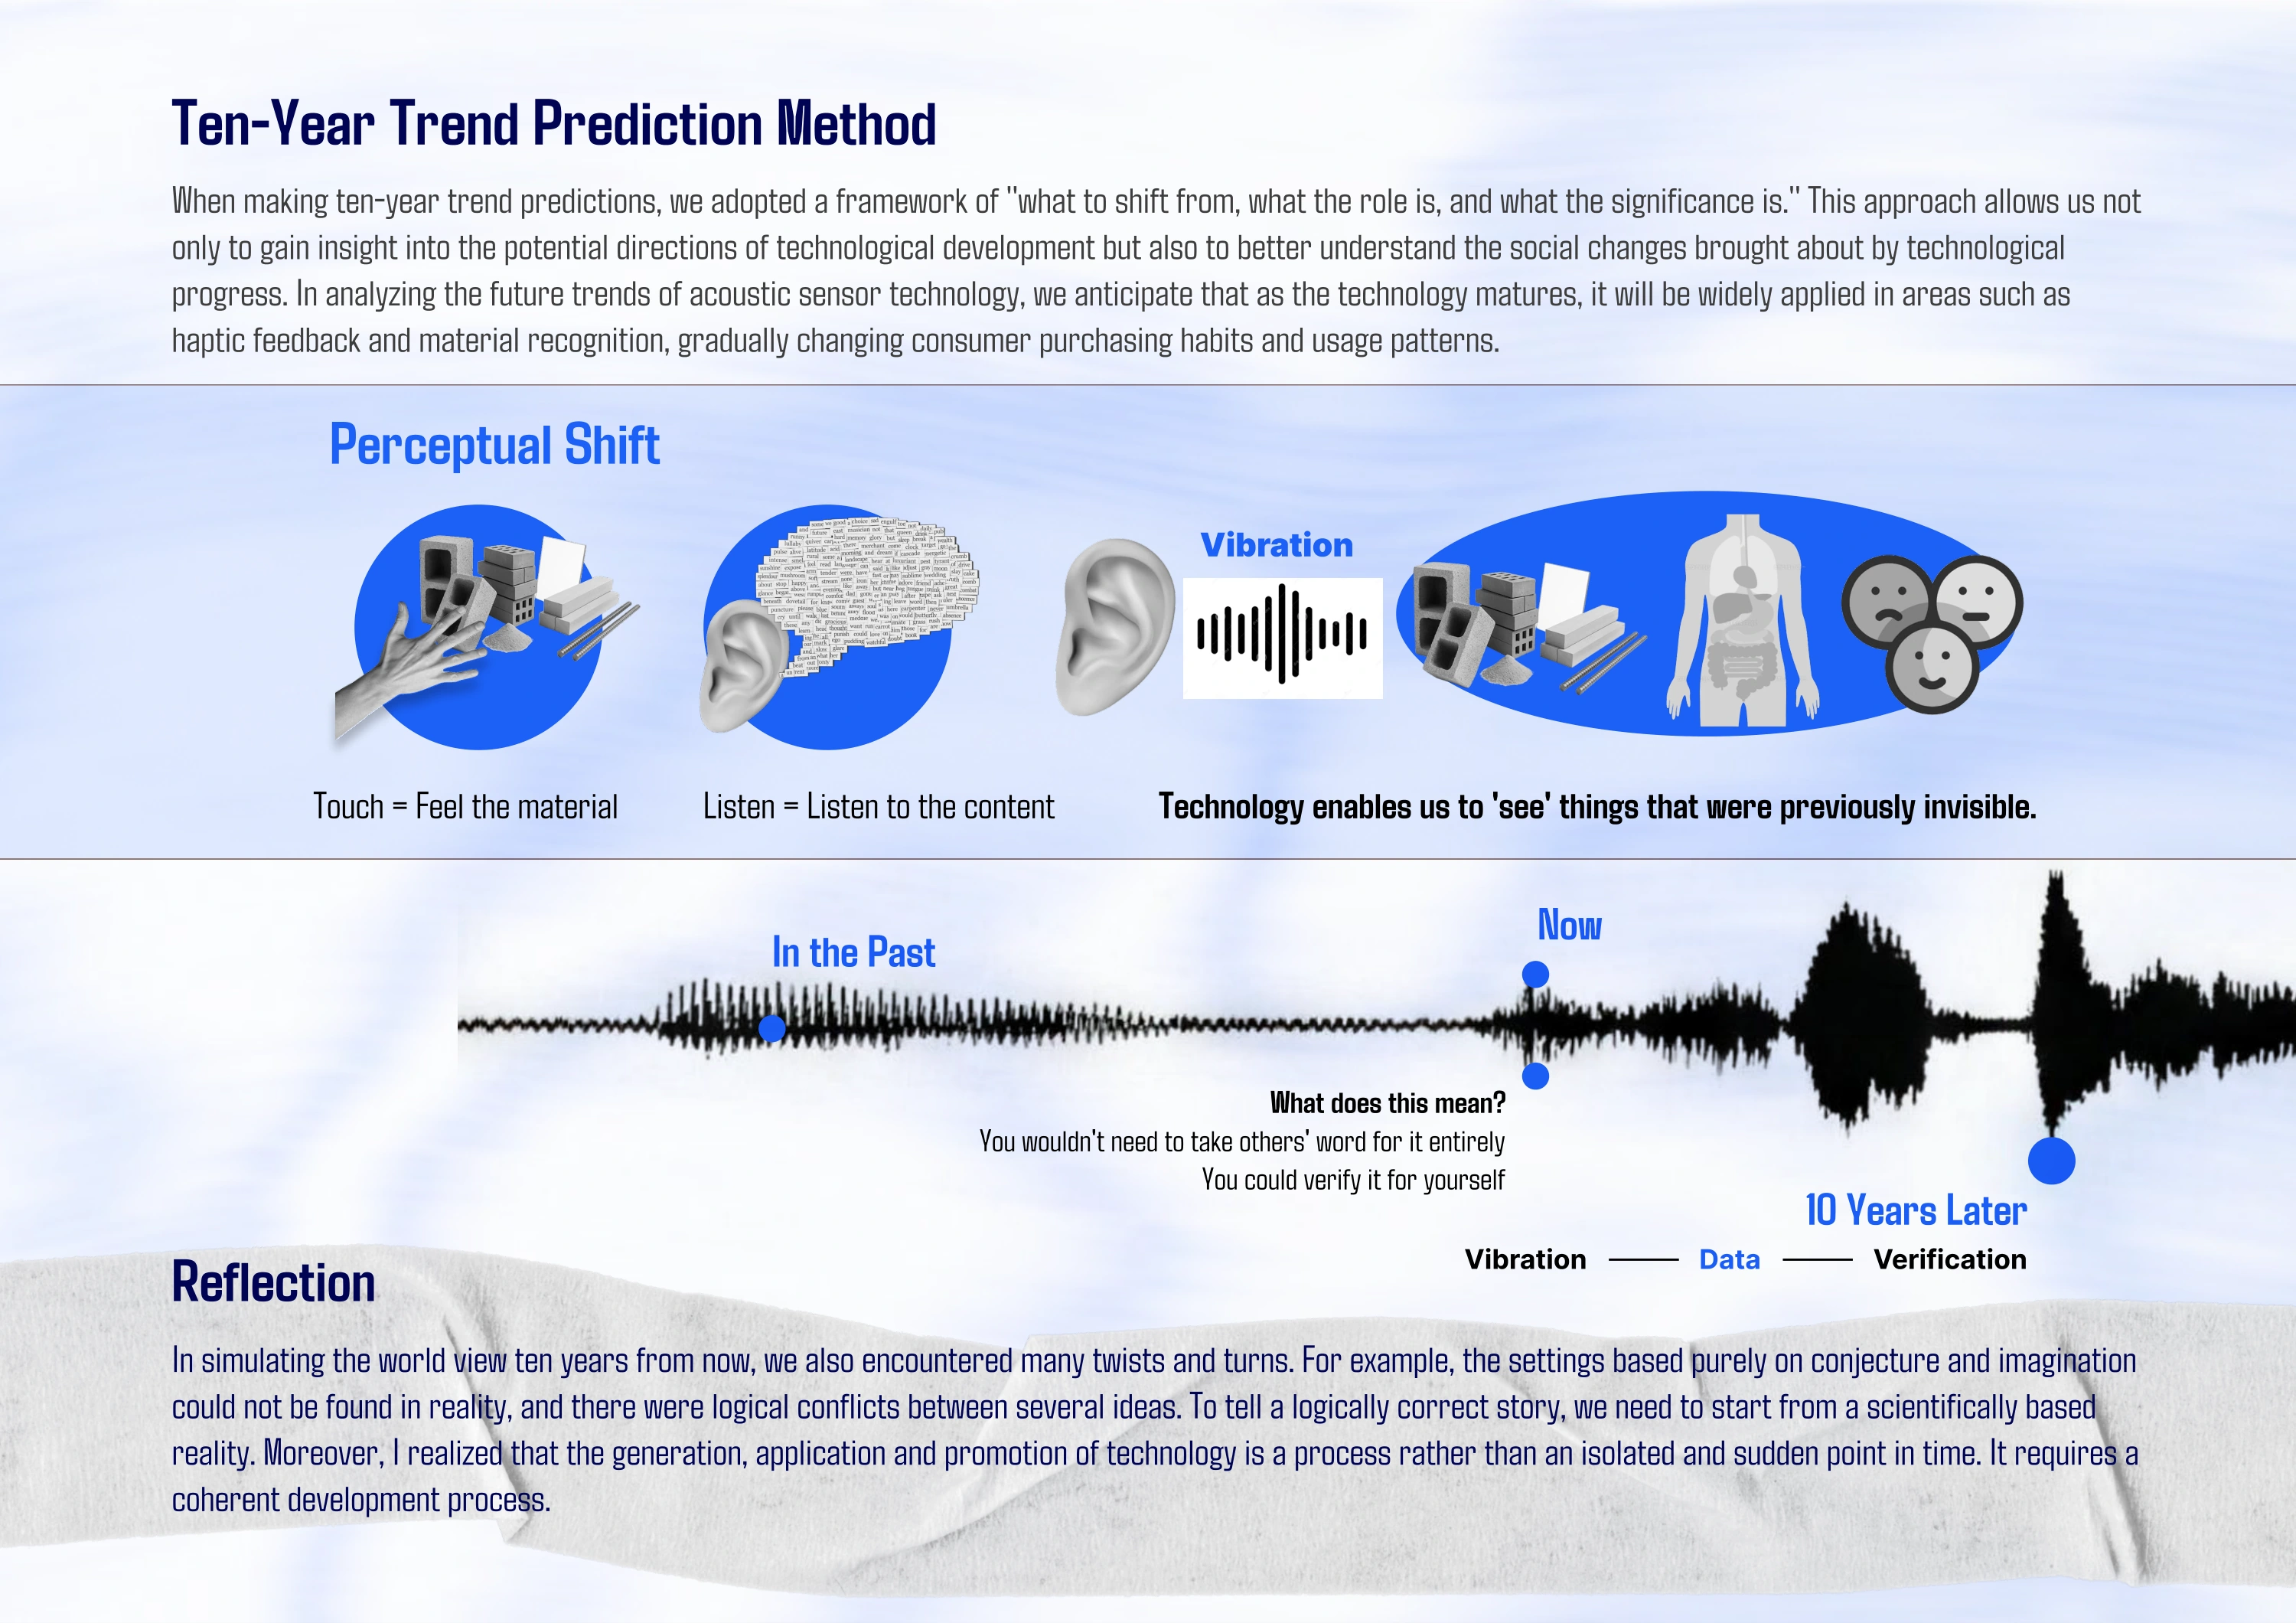 Ten-Year Trend Prediction Method
When making ten-year trend predictions, we adopted a framework of "what to shift from, what the role is, and what the significance is." This approach allows us not
only to gain insight into the potential directions of technological development but also to better understand the social changes brought about by technological
progress. In analyzing the future trends of acoustic sensor technology, we anticipate that as the technology matures, it will be widely applied in areas such as
haptic feedback and material recognition, gradually changing consumer purchasing habits and usage patterns.
Perceptual Shift
Vibration
Touch = Feel the material
Listen = Listen to the content
Technology enables us to 'see' things that were previously invisible.
In the Past
Now
What does this mean?
You wouldn't need to take others' word for it entirely
You could verify it for yourself
10 Years Later
Vibration — Data — Verification
Reflection
In simulating the world view ten years from now, we also encountered many twists and turns. For example, the settings based purely on conjecture and imagination
could not be found in reality, and there were logical conflicts between several ideas. To tell a logically correct story, we need to start from a scientifically based
reality. Moreover, I realized that the generation, application and promotion of technology is a process rather than an isolated and sudden point in time. It requires a
coherent development process.